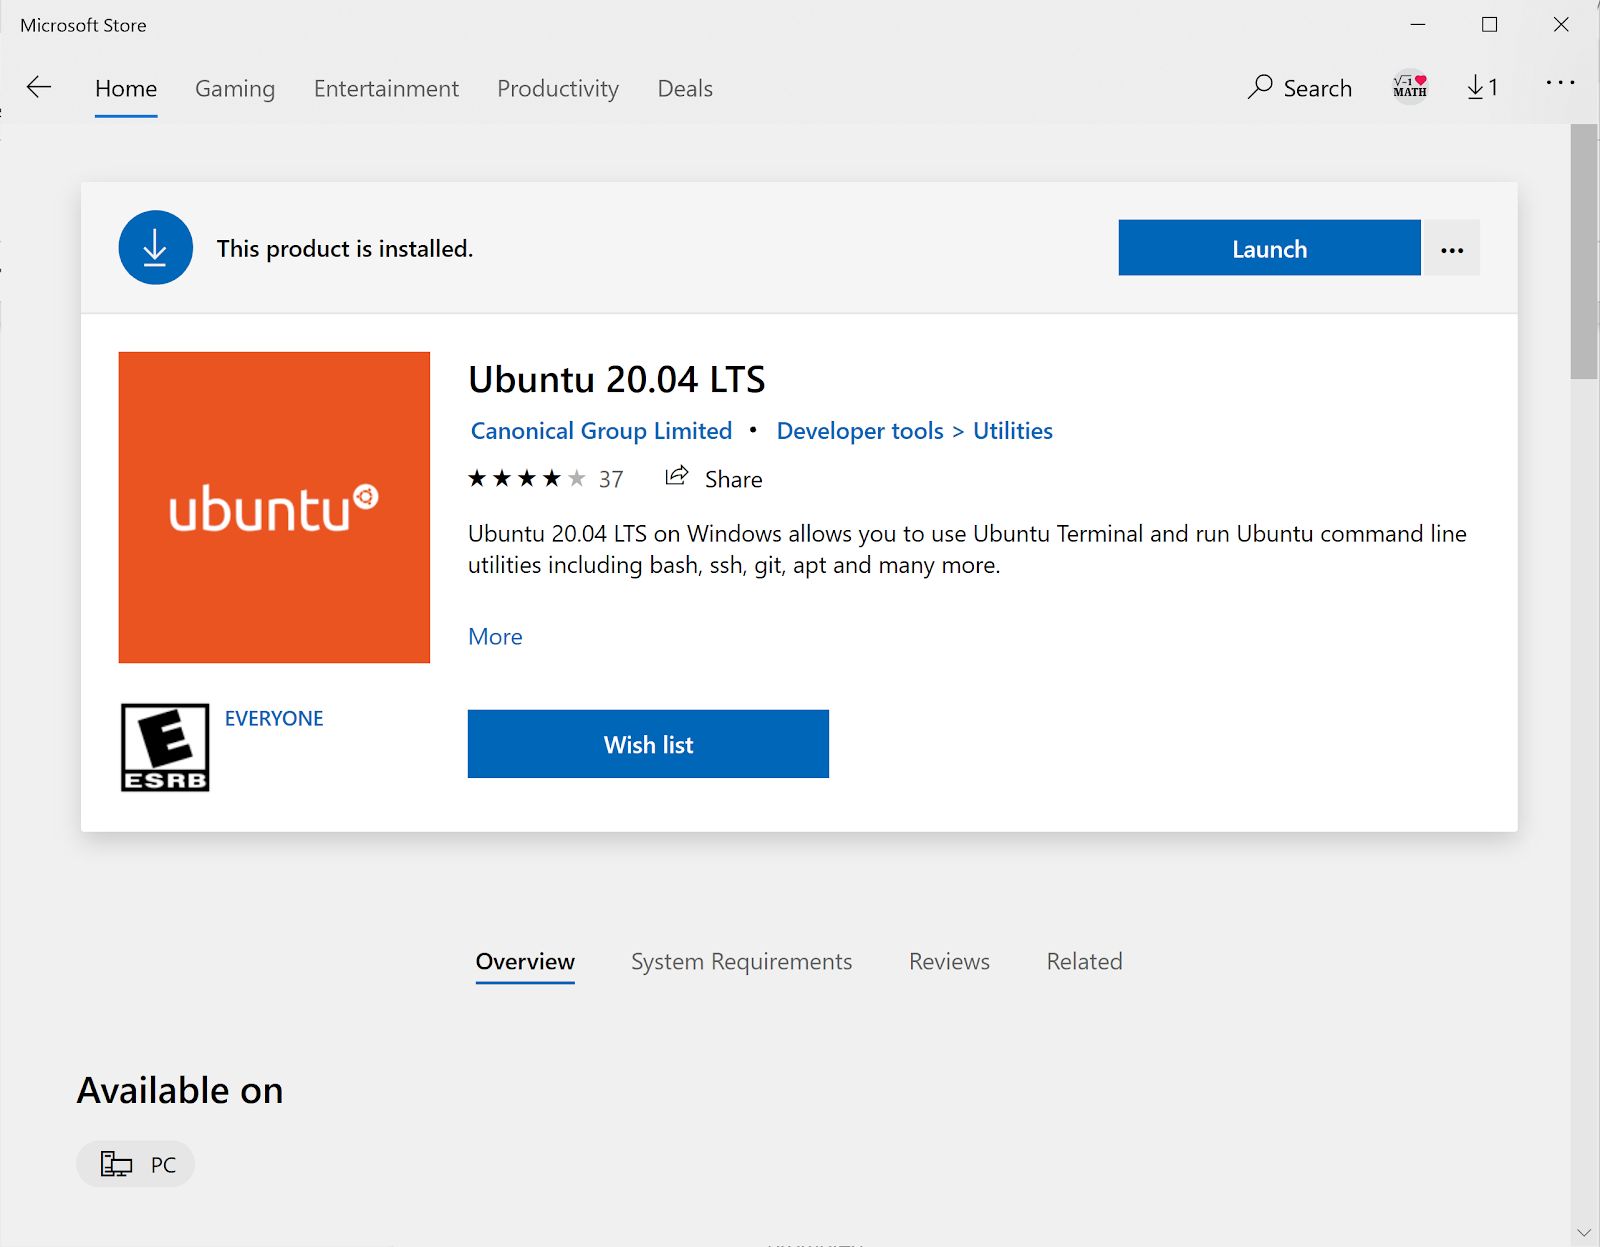 Microsoft Store
Home Gaming Entertainment Productivity Deals Search √-1 MATH 1
This product is installed. Launch
Ubuntu 20.04 LTS
Canonical Group Limited • Developer tools > Utilities
37 Share
Ubuntu 20.04 LTS on Windows allows you to use Ubuntu Terminal and run Ubuntu command line
utilities including bash, ssh, git, apt and many more.
ubuntu
More
E
ESRB
EVERYONE
Wish list
Overview System Requirements Reviews Related
Available on
PC